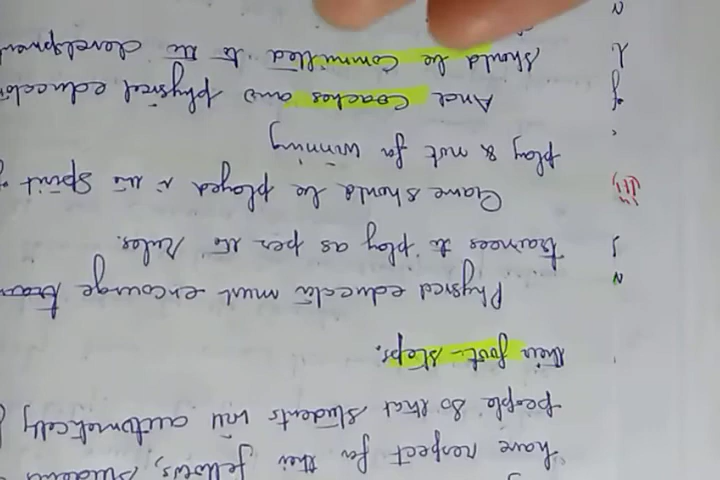 have respect for their fellows, students
people so that students will automatically
their foot-steps.
Physical educator must encourage
trainees to play as per the rules.
(iii) Game should be played in the spirit of
play & not for winning
And coaches and physical
should be committed to the